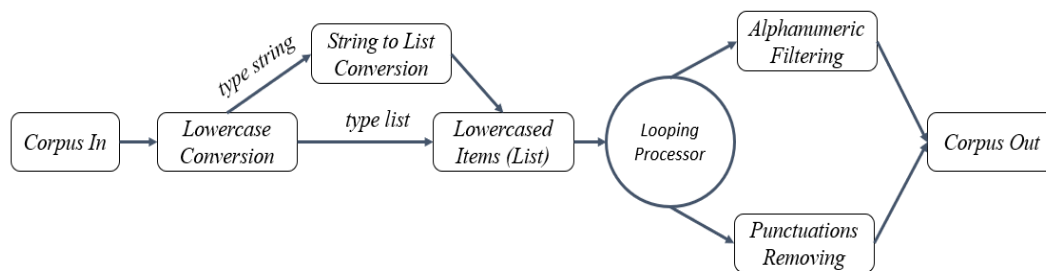 Corpus In
Lowercase
Conversion
type string
String to List
Conversion
type list
Lowercased
Items (List)
Looping
Processor
Alphanumeric
Filtering
Punctuations
Removing
Corpus Out